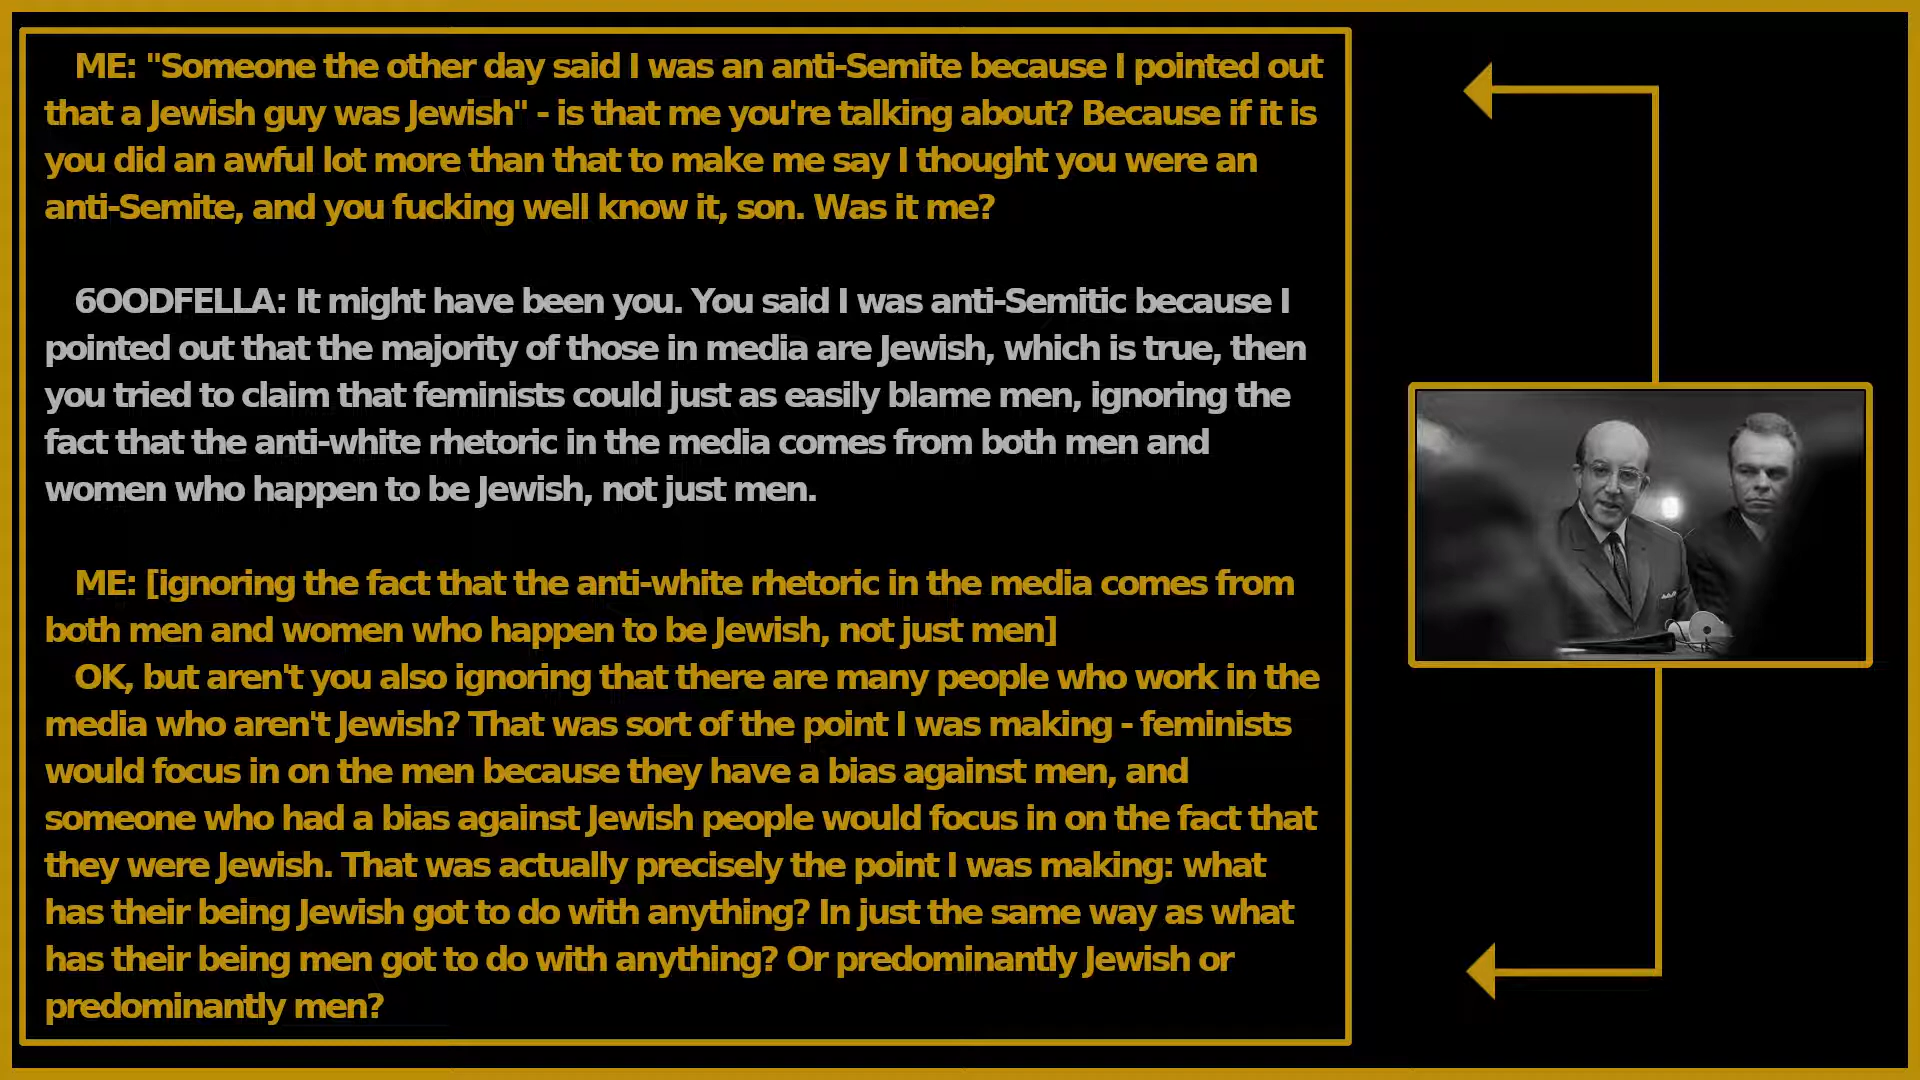 ME: "Someone the other day said I was an anti-Semite because I pointed out
that a Jewish guy was Jewish" - is that me you're talking about? Because if it is
you did an awful lot more than that to make me say I thought you were an
anti-Semite, and you fucking well know it, son. Was it me?
6OODFELLA: It might have been you. You said I was anti-Semitic because I
pointed out that the majority of those in media are Jewish, which is true, then
you tried to claim that feminists could just as easily blame men, ignoring the
fact that the anti-white rhetoric in the media comes from both men and
women who happen to be Jewish, not just men.
ME: [ignoring the fact that the anti-white rhetoric in the media comes from
both men and women who happen to be Jewish, not just men]
OK, but aren't you also ignoring that there are many people who work in the
media who aren't Jewish? That was sort of the point I was making - feminists
would focus in on the men because they have a bias against men, and
someone who had a bias against Jewish people would focus in on the fact that
they were Jewish. That was actually precisely the point I was making: what
has their being Jewish got to do with anything? In just the same way as what
has their being men got to do with anything? Or predominantly Jewish or
predominantly men?